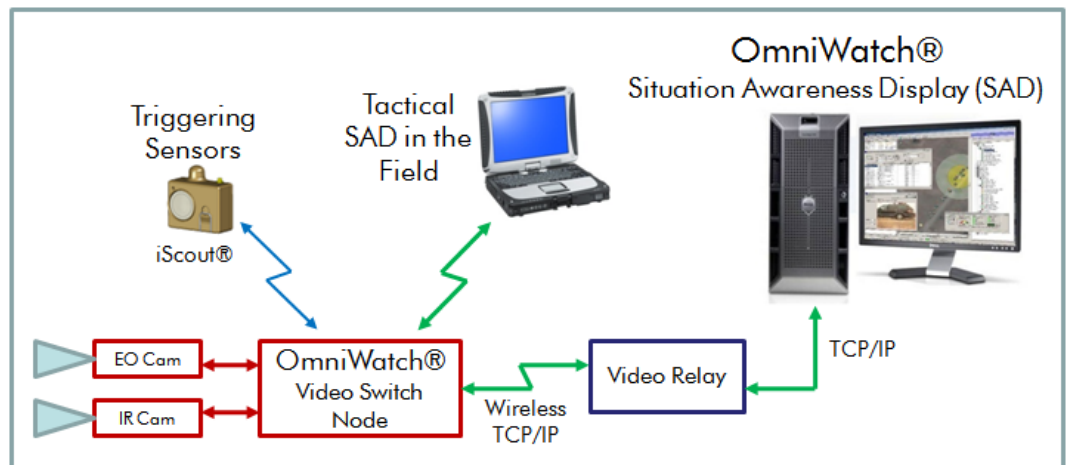 OmniWatch®
Situation Awareness Display (SAD)
Triggering
Sensors
iScout®
Tactical
SAD in the
Field
EO Cam
IR Cam
OmniWatch®
Video Switch
Node
Wireless
TCP/IP
Video Relay
TCP/IP